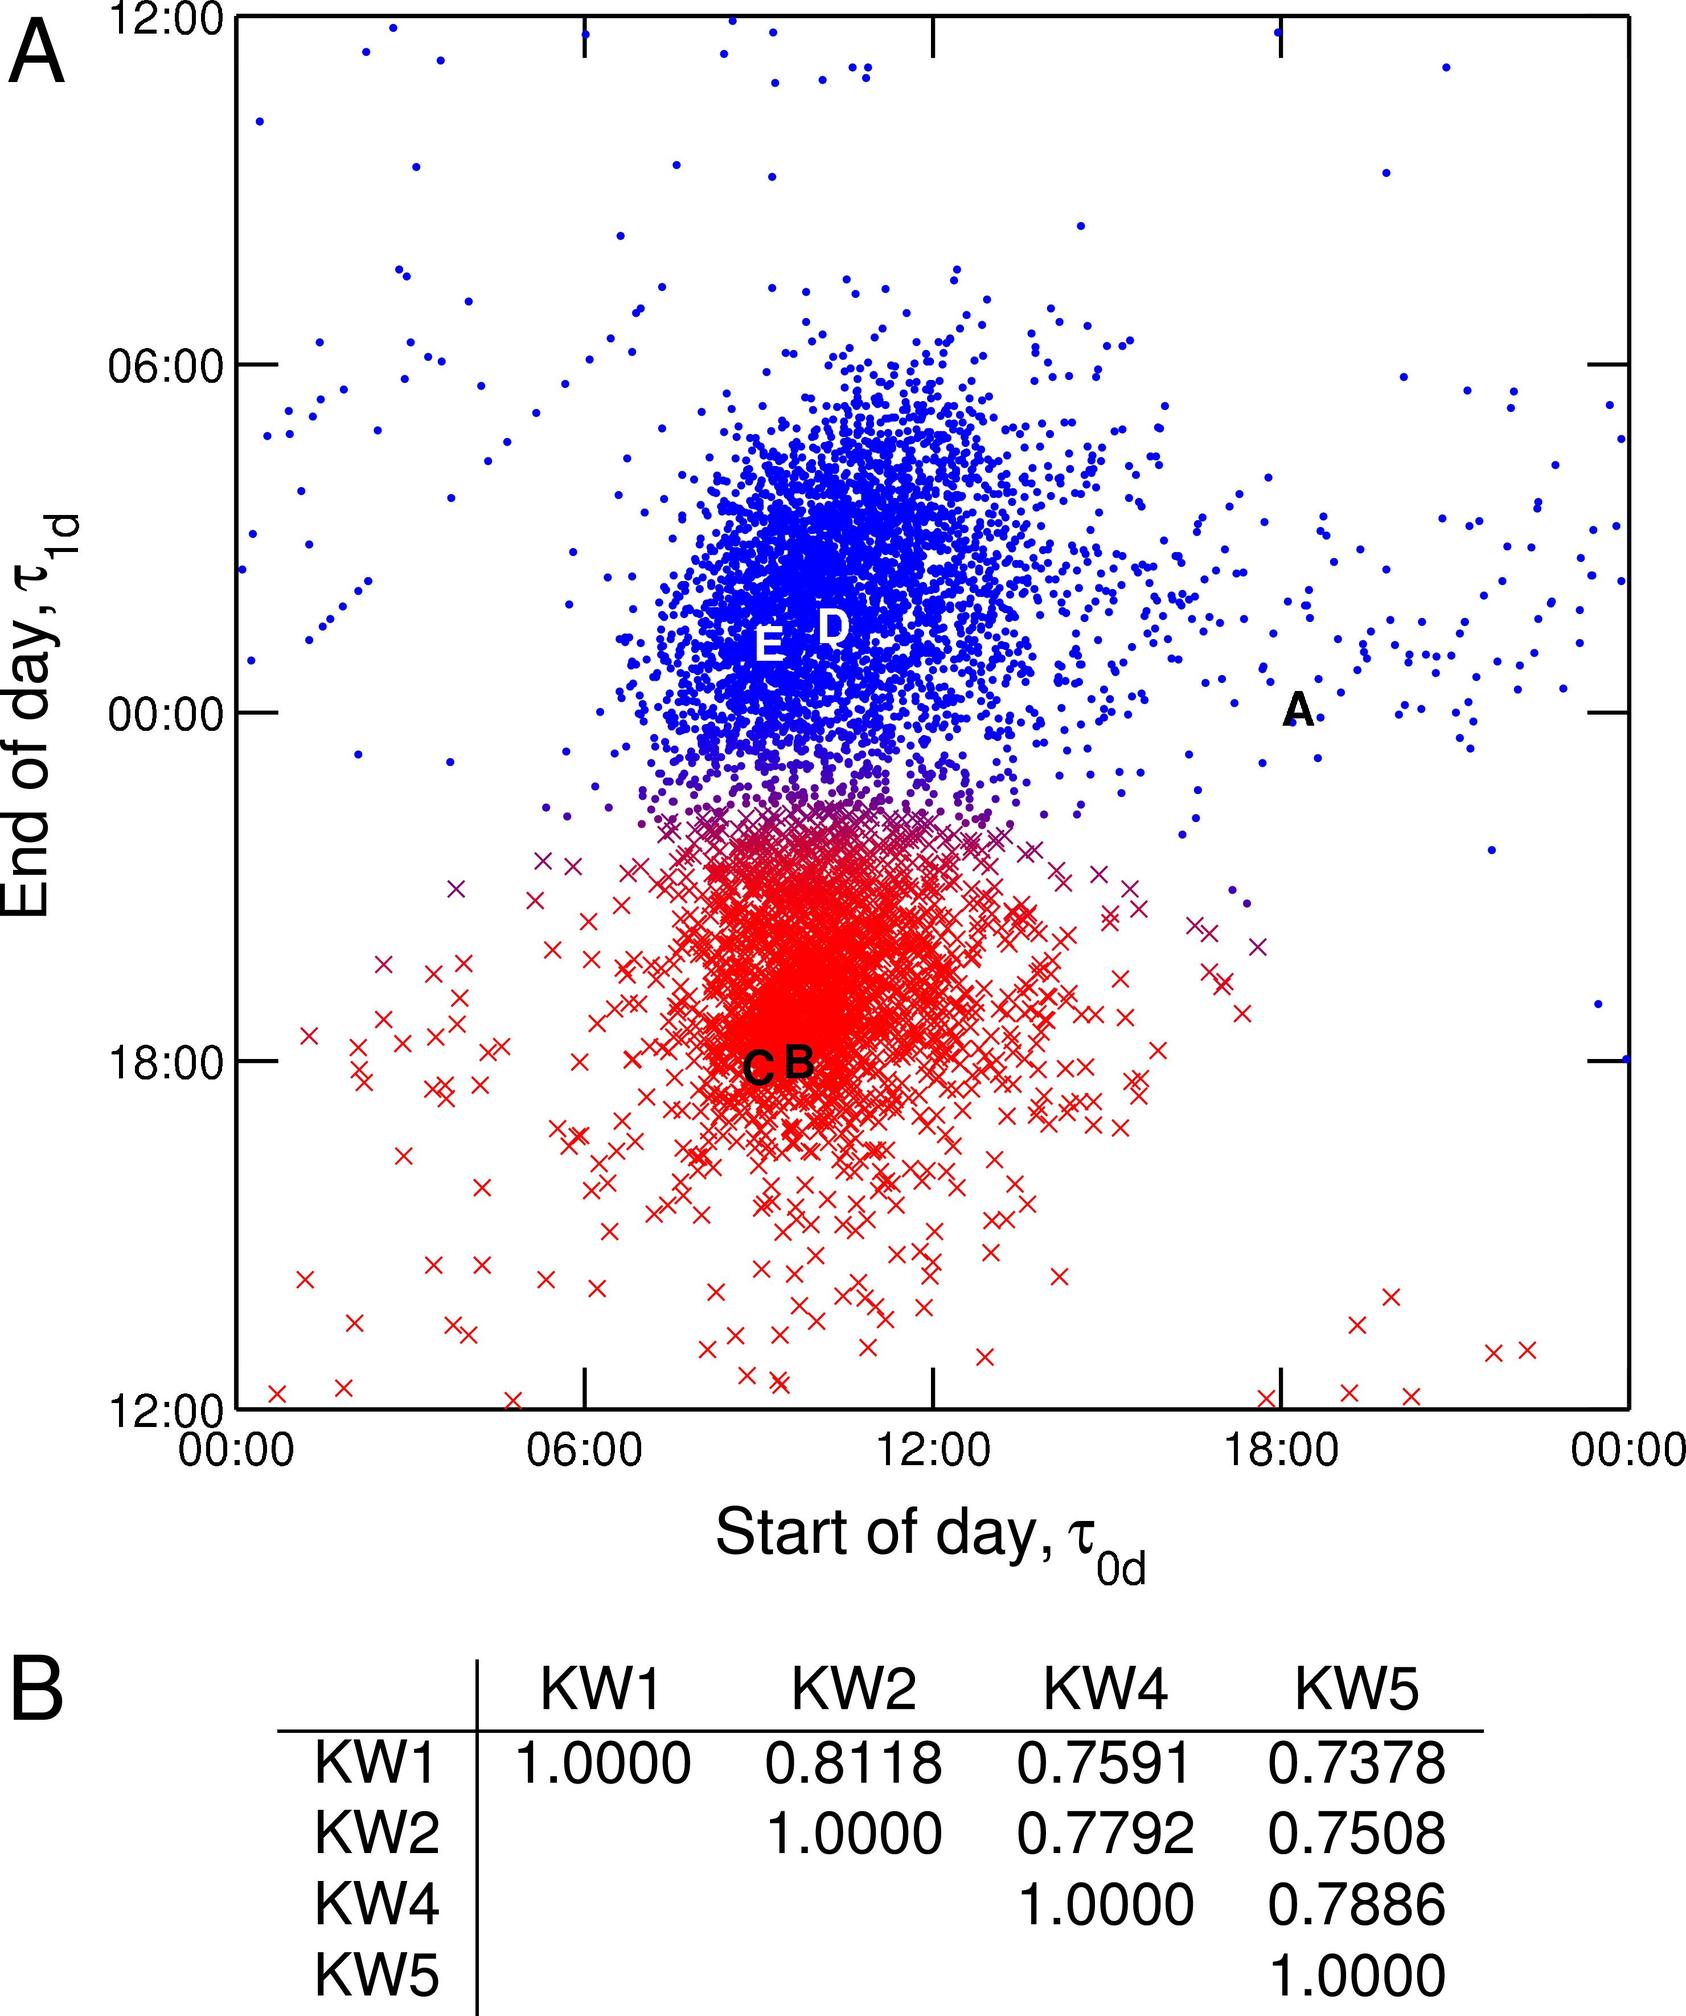 A
12:00
06:00
00:00
18:00
12:00
End of day, τ1d
E
D
A
C
B
00:00 06:00 12:00 18:00 00:00
Start of day, τ0d
B
KW1 KW2 KW4 KW5
KW1 1.0000 0.8118 0.7591 0.7378
KW2 1.0000 0.7792 0.7508
KW4 1.0000 0.7886
KW5 1.0000